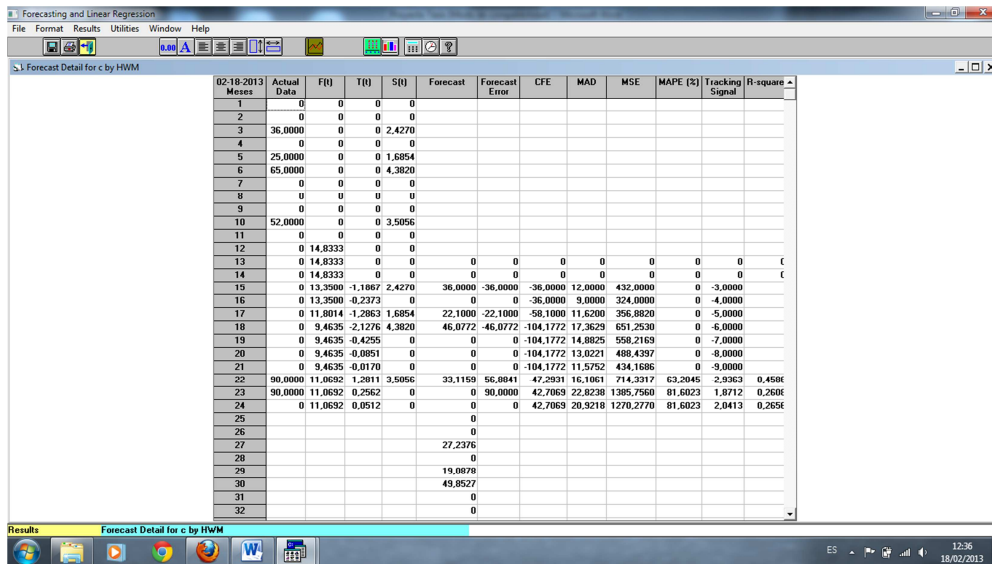 Forecasting and Linear Regression
File Format Results Utilities Window Help
0.00 A
Forecast Detail for c by HWM
02-18-2013 Meses Actual Data F(t) T(t) S(t) Forecast Forecast Error CFE MAD MSE MAPE (%) Tracking Signal R-square
1 0 0 0 0
2 0 0 0 0
3 36,0000 0 0 2,4270
4 0 0 0 0
5 25,0000 0 0 1,6854
6 65,0000 0 0 4,3820
7 0 0 0 0
8 0 0 0 0
9 0 0 0 0
10 52,0000 0 0 3,5056
11 0 0 0 0
12 0 14,8333 0 0
13 0 14,8333 0 0 0 0 0 0 0 0 0
14 0 14,8333 0 0 0 0 0 0 0 0 0
15 0 13,3500 -1,1867 2,4270 36,0000 -36,0000 -36,0000 12,0000 432,0000 0 -3,0000
16 0 13,3500 -0,2373 0 0 0 -36,0000 9,0000 324,0000 0 -4,0000
17 0 11,8014 -1,2863 1,6854 22,1000 -22,1000 -58,1000 11,6200 356,8820 0 -5,0000
18 0 9,4635 -2,1276 4,3820 46,0772 -46,0772 -104,1772 17,3629 651,2530 0 -6,0000
19 0 9,4635 -0,4255 0 0 0 -104,1772 14,8825 558,2169 0 -7,0000
20 0 9,4635 -0,0851 0 0 0 -104,1772 13,0221 488,4397 0 -8,0000
21 0 9,4635 -0,0170 0 0 0 -104,1772 11,5752 434,1686 0 -9,0000
22 90,0000 11,0692 1,2811 3,5056 33,1159 56,8841 -47,2931 16,1061 714,3317 63,2045 -2,9363 0,4586
23 90,0000 11,0692 0,2562 0 0 90,0000 42,7069 22,8238 1385,7560 81,6023 1,8712 0,2608
24 0 11,0692 0,0512 0 0 0 42,7069 20,9218 1270,2770 81,6023 2,0413 0,2656
25 0
26 0
27 27,2376
28 0
29 19,0878
30 49,8527
31 0
32 0
Results Forecast Detail for c by HWM
W
ES 12:36
18/02/2013